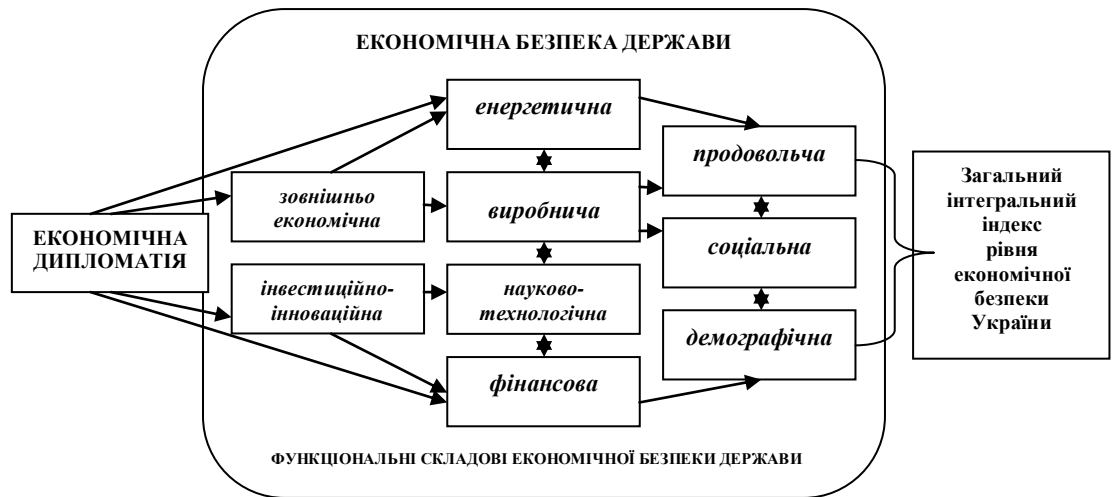 ЕКОНОМІЧНА БЕЗПЕКА ДЕРЖАВИ
ЕКОНОМІЧНА
ДИПЛОМАТІЯ
зовнішньо
економічна
інвестиційно-
інноваційна
енергетична
виробнича
науково-
технологічна
фінансова
продовольча
соціальна
демографічна
Загальний
інтегральний
індекс
рівня
економічної
безпеки
України
ФУНКЦІОНАЛЬНІ СКЛАДОВІ ЕКОНОМІЧНОЇ БЕЗПЕКИ ДЕРЖАВИ